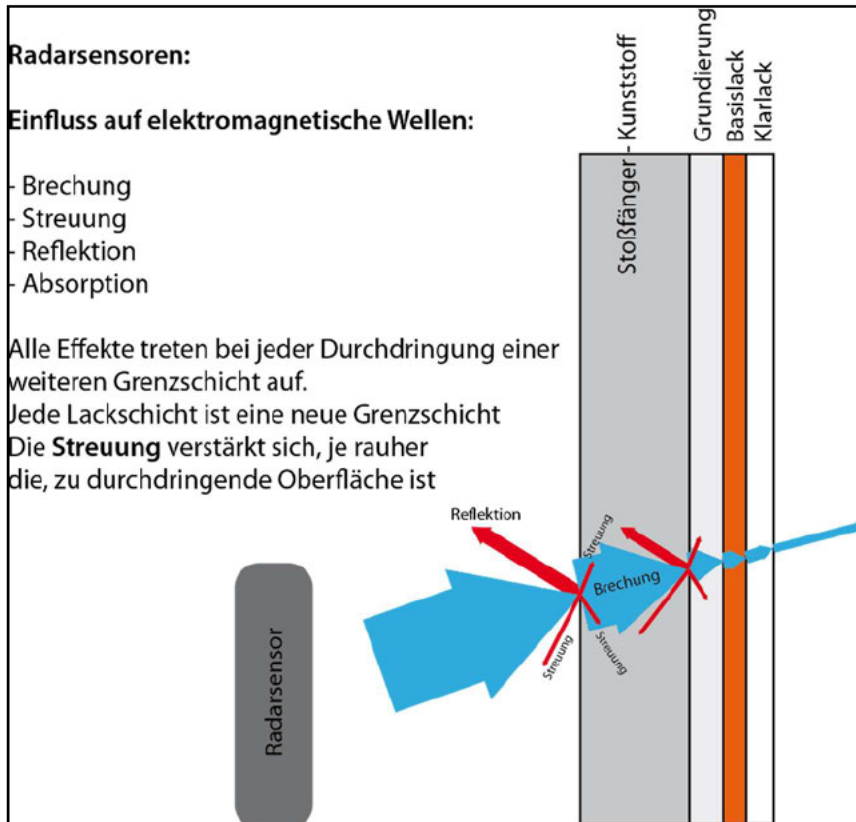 Radarsensoren:
Einfluss auf elektromagnetische Wellen:
- Brechung
- Streuung
- Reflektion
- Absorption
Alle Effekte treten bei jeder Durchdringung einer
weiteren Grenzschicht auf.
Jede Lackschicht ist eine neue Grenzschicht
Die Streuung verstärkt sich, je rauher
die, zu durchdringende Oberfläche ist
Stoßfänger - Kunststoff
Grundierung
Basislack
Klarlack
Reflektion
Streuung
Brechung
Streuung
Streuung
Radarsensor